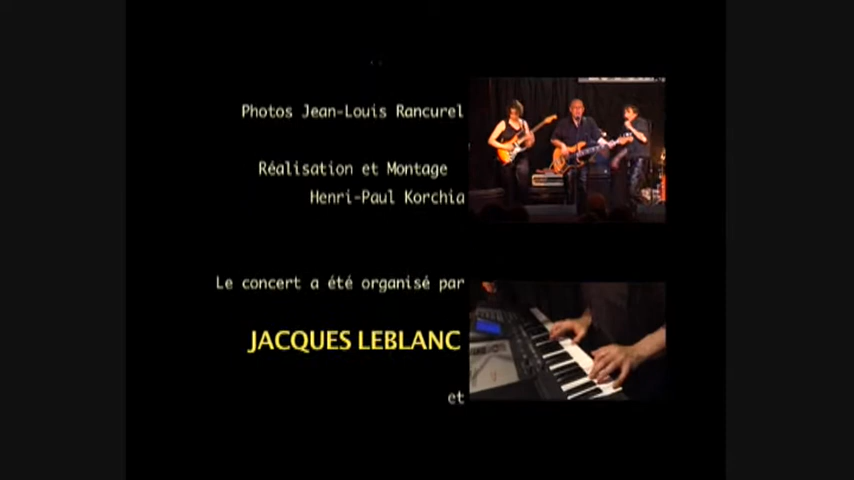 Photos Jean-Louis Rancurel
Réalisation et Montage
Henri-Paul Korchia
Le concert a été organisé par
JACQUES LEBLANC
et